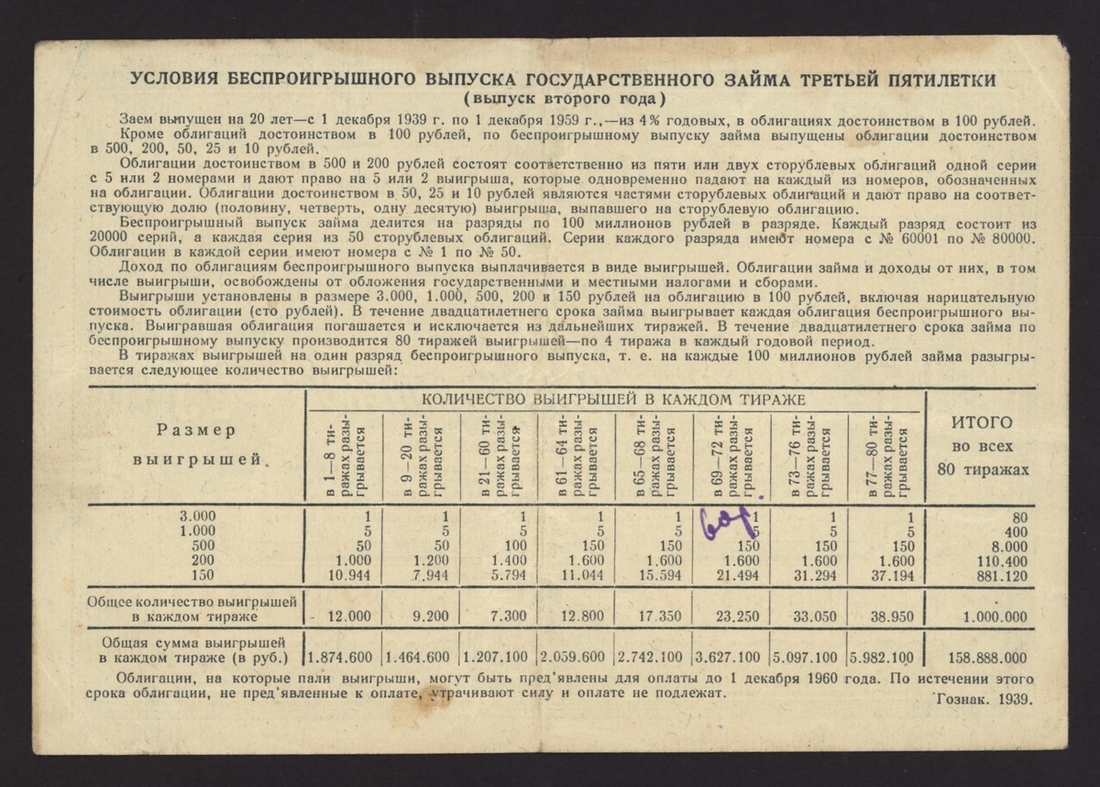 УСЛОВИЯ БЕСПРОИГРЫШНОГО ВЫПУСКА ГОСУДАРСТВЕННОГО ЗАЙМА ТРЕТЬЕЙ ПЯТИЛЕТКИ
(выпуск второго года)
Заем выпущен на 20 лет—с 1 декабря 1939 г. по 1 декабря 1959 г.,—из 4% годовых, в облигациях достоинством в 100 рублей.
Кроме облигаций достоинством в 100 рублей, по беспроигрышному выпуску займа выпущены облигации достоинством
в 500, 200, 50, 25 и 10 рублей.
Облигации достоинством в 500 и 200 рублей состоят соответственно из пяти или двух сторублевых облигаций одной серии
с 5 или 2 номерами и дают право на 5 или 2 выигрыша, которые одновременно падают на каждый из номеров, обозначенных
на облигации. Облигации достоинством в 50, 25 и 10 рублей являются частями сторублевых облигаций и дают право на соответ-
ствующую долю (половину, четверть, одну десятую) выигрыша, выпавшего на сторублевую облигацию.
Беспроигрышный выпуск займа делится на разряды по 100 миллионов рублей в разряде. Каждый разряд состоит из
20000 серий, а каждая серия из 50 сторублевых облигаций. Серии каждого разряда имеют номера с № 60001 по № 80000.
Облигации в каждой серии имеют номера с № 1 по № 50.
Доход по облигациям беспроигрышного выпуска выплачивается в виде выигрышей. Облигации займа и доходы от них, в том
числе выигрыши, освобождены от обложения государственными и местными налогами и сборами.
Выигрыши установлены в размере 3.000, 1.000, 500, 200 и 150 рублей на облигацию в 100 рублей, включая нарицательную
стоимость облигации (сто рублей). В течение двадцатилетнего срока займа выигрывает каждая облигация беспроигрышного вы-
пуска. Выигравшая облигация погашается и исключается из дальнейших тиражей. В течение двадцатилетнего срока займа по
беспроигрышному выпуску производится 80 тиражей выигрышей—по 4 тиража в каждый годовой период.
В тиражах выигрышей на один разряд беспроигрышного выпуска, т. е. на каждые 100 миллионов рублей займа разыгры-
вается следующее количество выигрышей:
Размер выигрышей
КОЛИЧЕСТВО ВЫИГРЫШЕЙ В КАЖДОМ ТИРАЖЕ
в 1—8 ти-
ражах разы-
грывается
в 9—20 ти-
ражах разы-
грывается
в 21—60 ти-
ражах разы-
грывается
в 61—64 ти-
ражах разы-
грывается
в 65—68 ти-
ражах разы-
грывается
в 69—72 ти-
ражах разы-
грывается
в 73—76 ти-
ражах разы-
грывается
в 77—80 ти-
ражах разы-
грывается
ИТОГО
во всех
80 тиражах
3.000 1 1 1 1 1 1 1 1 80
1.000 5 5 5 5 5 5 5 5 400
500 50 50 100 150 150 150 150 150 8.000
200 1.000 1.200 1.400 1.600 1.600 1.600 1.600 1.600 110.400
150 10.944 7.944 5.794 11.044 15.594 21.494 31.294 37.194 881.120
Общее количество выигрышей
в каждом тираже 12.000 9.200 7.300 12.800 17.350 23.250 33.050 38.950 1.000.000
Общая сумма выигрышей
в каждом тираже (в руб.) 1.874.600 1.464.600 1.207.100 2.059.600 2.742.100 3.627.100 5.097.100 5.982.100 158.888.000
Облигации, на которые пали выигрыши, могут быть пред'явлены для оплаты до 1 декабря 1960 года. По истечении этого
срока облигации, не пред'явленные к оплате, утрачивают силу и оплате не подлежат.
Гознак. 1939.